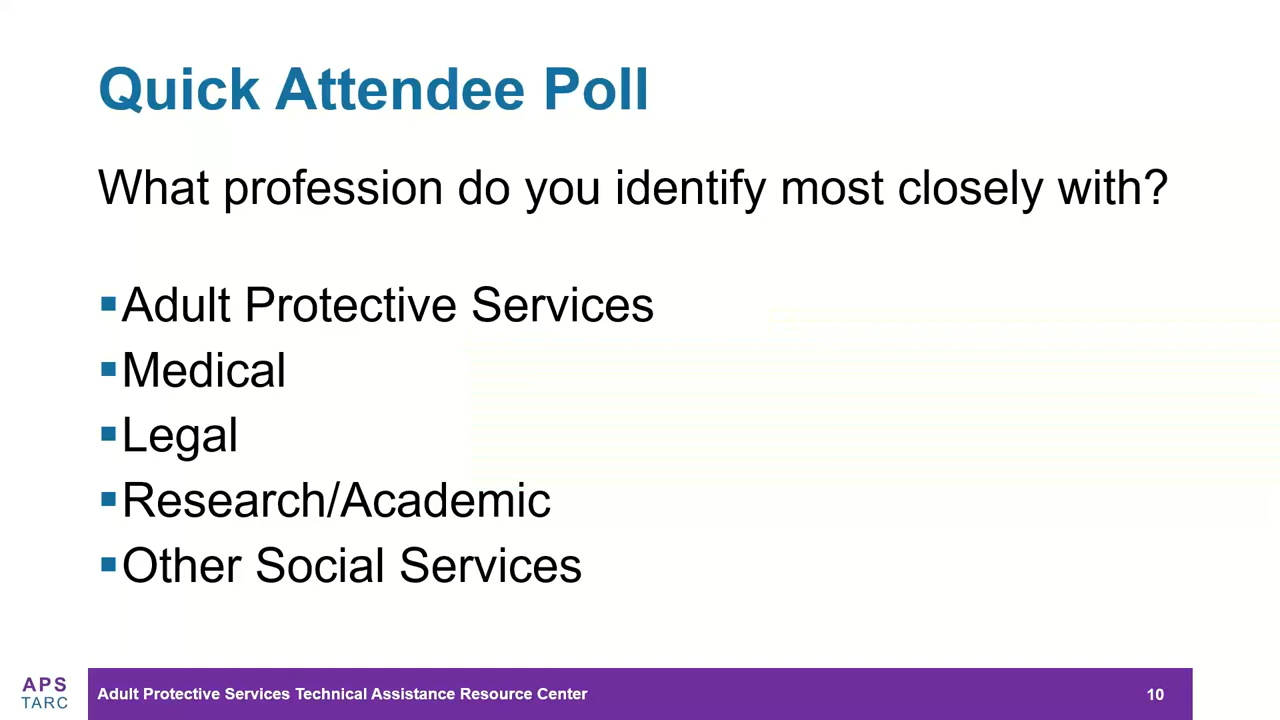 Quick Attendee Poll
What profession do you identify most closely with?
▪Adult Protective Services
▪Medical
▪Legal
▪Research/Academic
▪Other Social Services
APS
TARC
Adult Protective Services Technical Assistance Resource Center
10